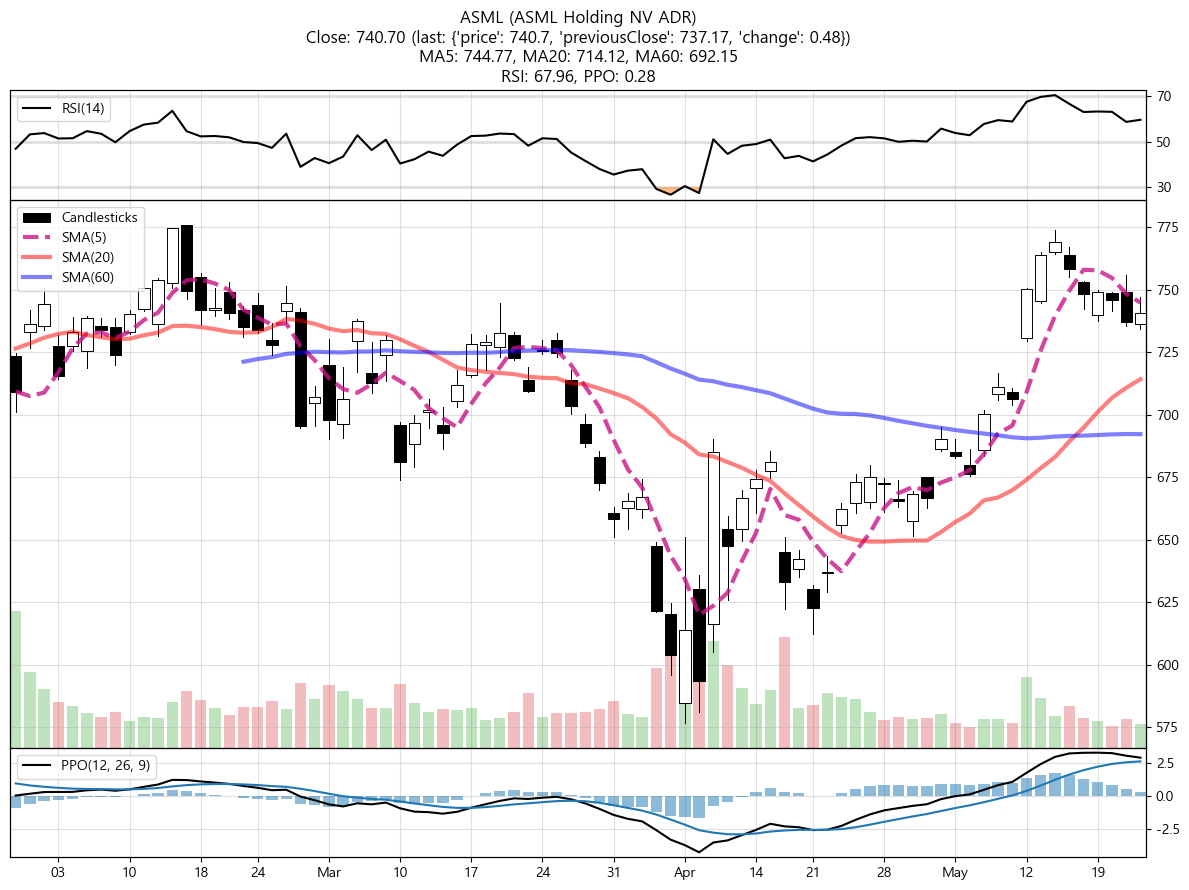 ASML (ASML Holding NV ADR)
Close: 740.70 (last: {'price': 740.7, 'previousClose': 737.17, 'change': 0.48})
MA5: 744.77, MA20: 714.12, MA60: 692.15
RSI: 67.96, PPO: 0.28
RSI(14)
70
50
30
Candlesticks
SMA(5)
SMA(20)
SMA(60)
775
750
725
700
675
650
625
600
575
PPO(12, 26, 9)
2.5
0.0
-2.5
03 10 18 24 Mar 10 17 24 31 Apr 14 21 28 May 12 19